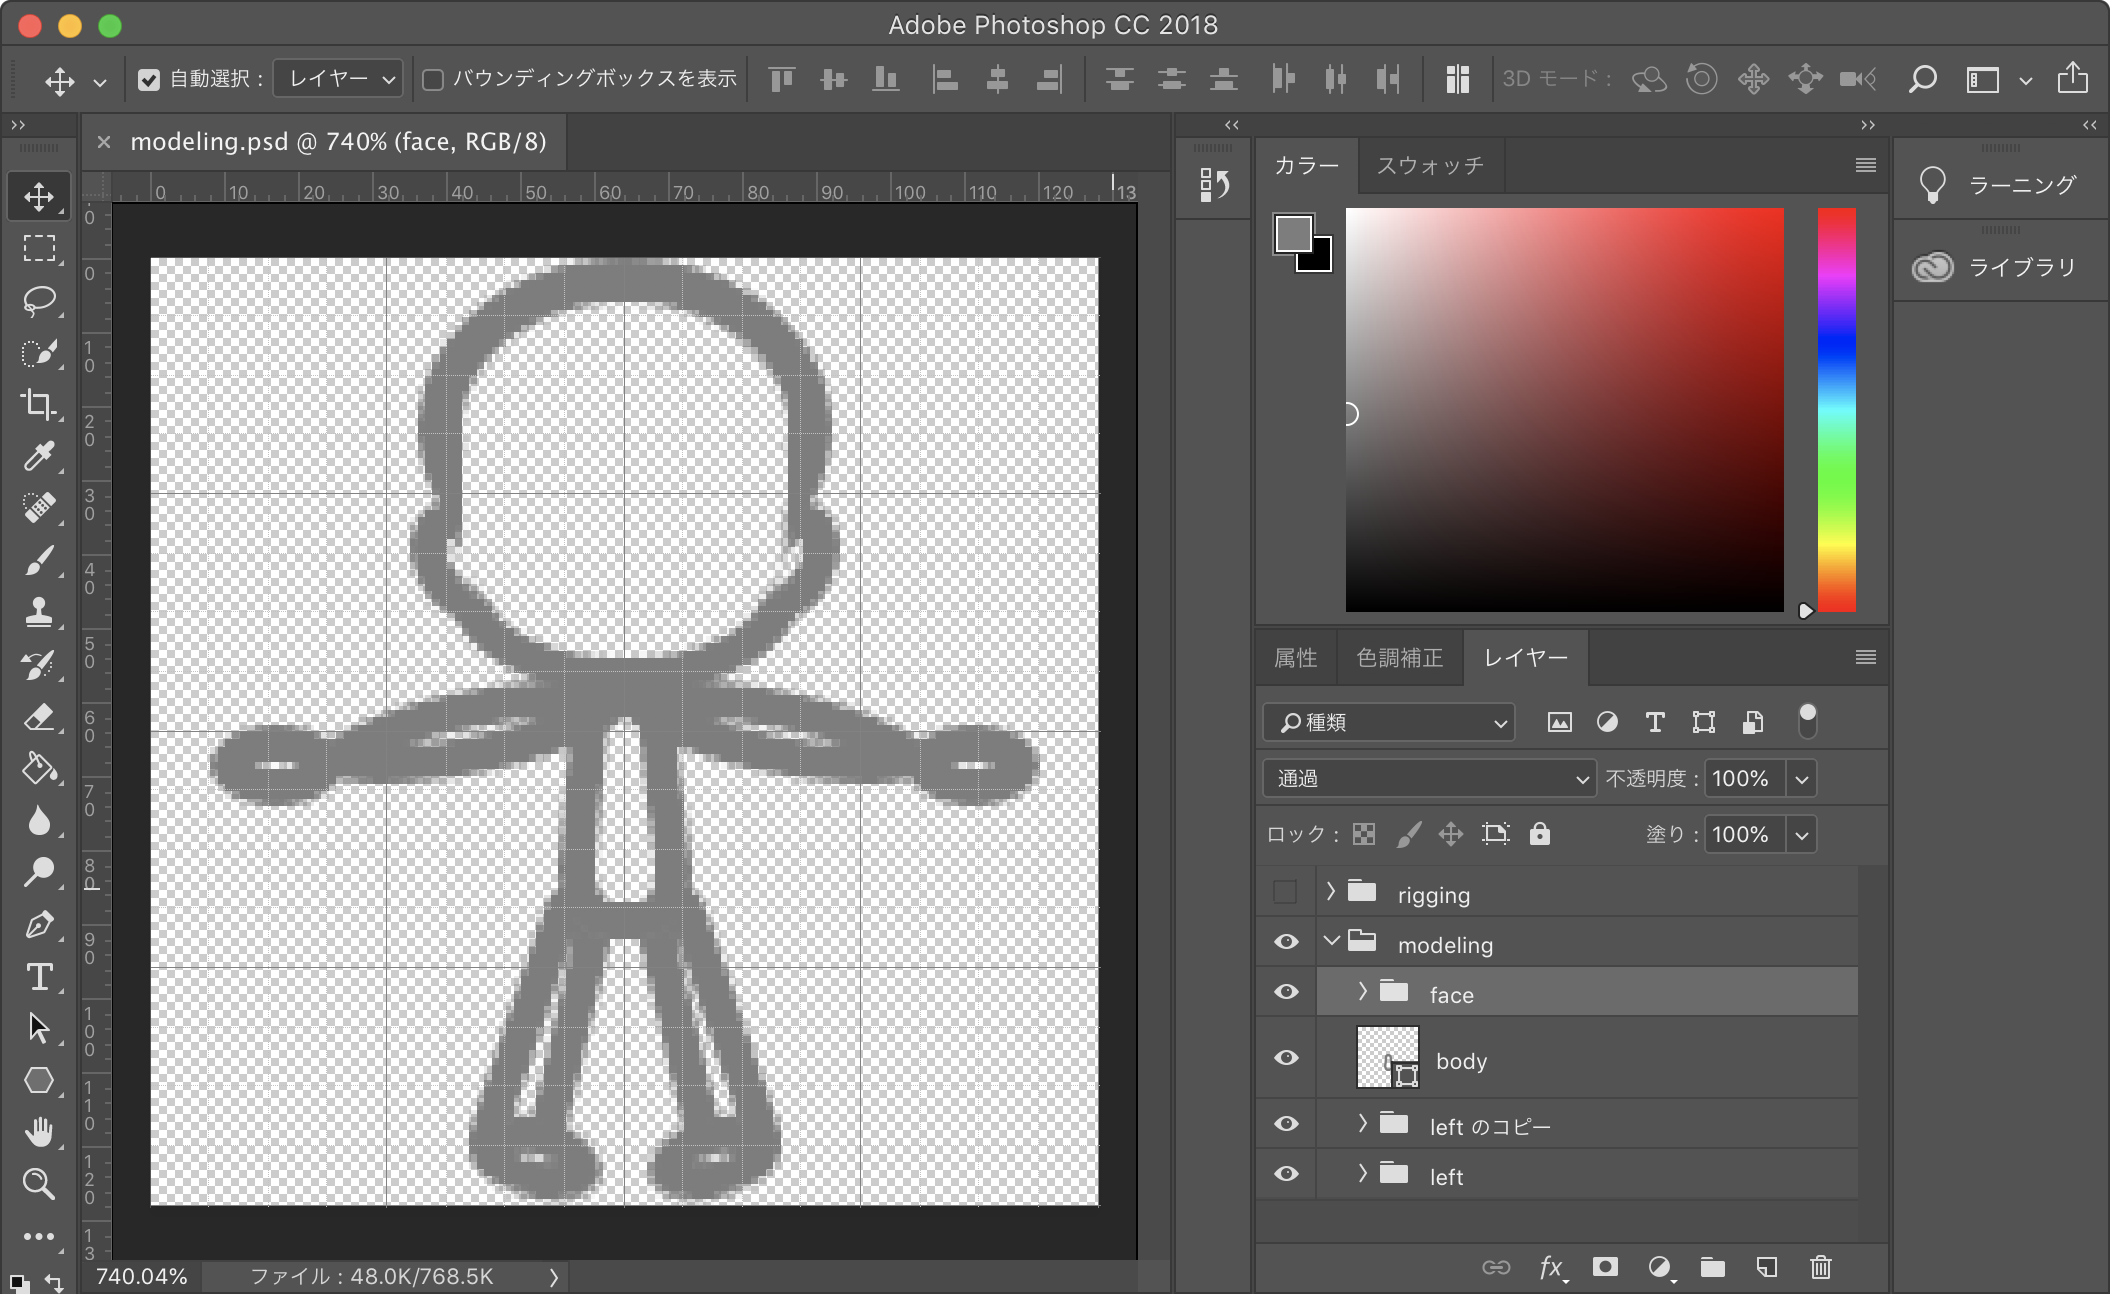 Adobe Photoshop CC 2018
自動選択 : レイヤー バウンディングボックスを表示 3D モード :
× modeling.psd @ 740% (face, RGB/8)
0 10 20 30 40 50 60 70 80 90 100 110 120 13
0
0
10
20
30
40
50
60
70
80
90
100
110
120
13
カラー スウォッチ
ラーニング
ライブラリ
属性 色調補正 レイヤー
種類
通過 不透明度 : 100%
ロック : 塗り : 100%
rigging
modeling
face
body
left のコピー
left
fx
740.04% ファイル : 48.0K/768.5K